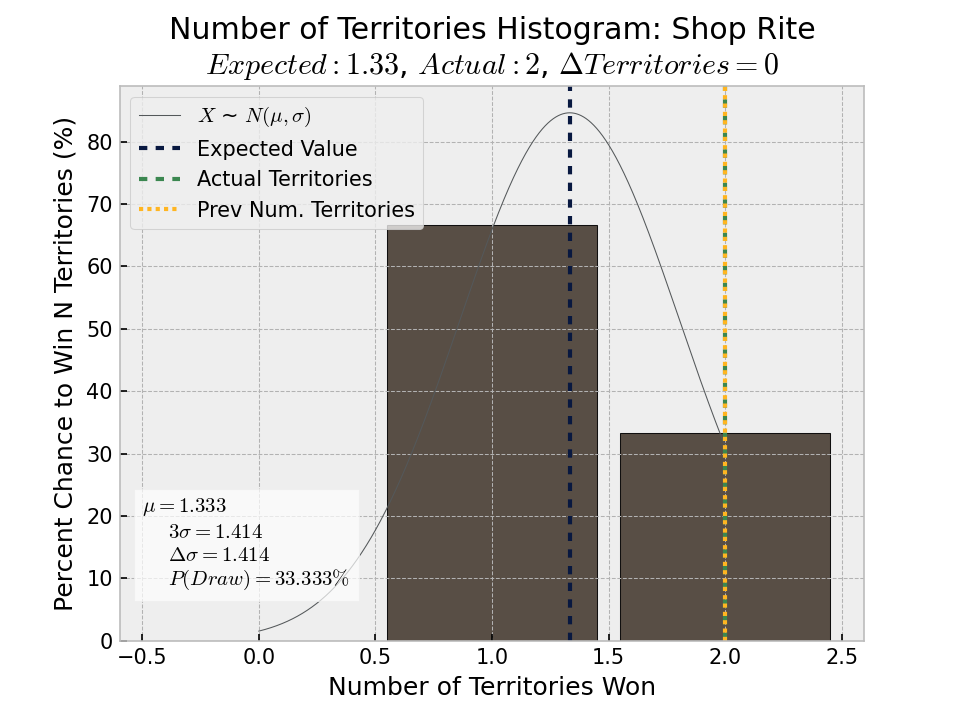 Number of Territories Histogram: Shop Rite
Expected : 1.33, Actual : 2, ΔTerritories = 0
X ∼ N(μ, σ)
Expected Value
Actual Territories
Prev Num. Territories
Percent Chance to Win N Territories (%)
80
70
60
50
40
30
20
10
0
μ = 1.333
3σ = 1.414
Δσ = 1.414
P(Draw) = 33.333%
−0.5 0.0 0.5 1.0 1.5 2.0 2.5
Number of Territories Won